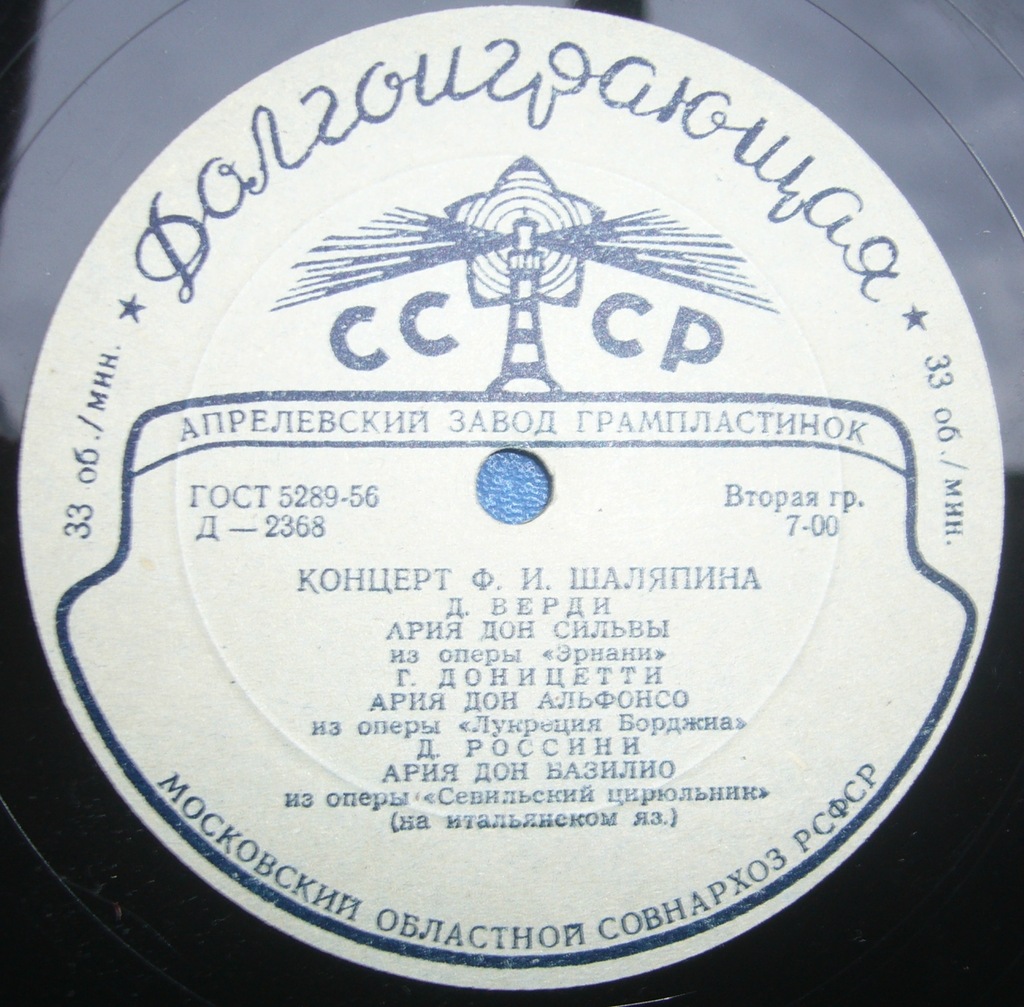 Долгоиграющая
СССР
33 об./мин.
33 об./мин.
АПРЕЛЕВСКИЙ ЗАВОД ГРАМПЛАСТИНОК
ГОСТ 5289-56
Д — 2368
Вторая гр.
7-00
КОНЦЕРТ Ф. И. ШАЛЯПИНА
Д. ВЕРДИ
АРИЯ ДОН СИЛЬВЫ
из оперы «Эрнани»
Г. ДОНИЦЕТТИ
АРИЯ ДОН АЛЬФОНСО
из оперы «Лукреция Борджиа»
Д. РОССИНИ
АРИЯ ДОН БАЗИЛИО
из оперы «Севильский цирюльник»
(на итальянском яз.)
МОСКОВСКИЙ ОБЛАСТНОЙ СОВНАРХОЗ РСФСР